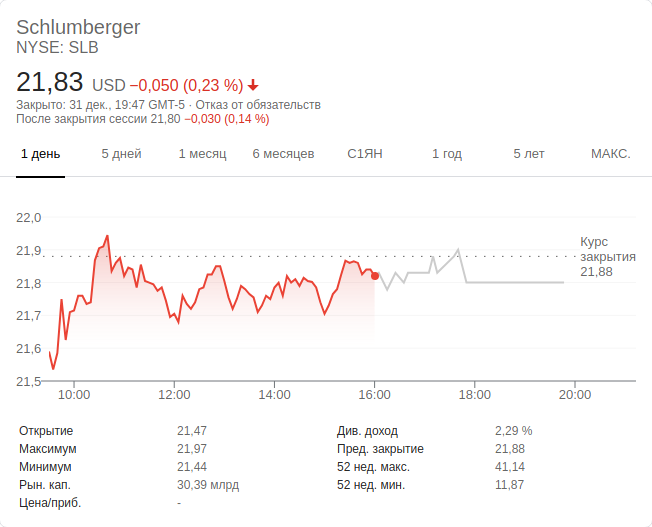 Schlumberger
NYSE: SLB
21,83 USD −0,050 (0,23 %)
Закрыто: 31 дек., 19:47 GMT-5 · Отказ от обязательств
После закрытия сессии 21,80 −0,030 (0,14 %)
1 день 5 дней 1 месяц 6 месяцев С1ЯН 1 год 5 лет МАКС.
22,0
21,9
21,8
21,7
21,6
21,5
Курс
закрытия
21,88
10:00 12:00 14:00 16:00 18:00 20:00
Открытие 21,47 Див. доход 2,29 %
Максимум 21,97 Пред. закрытие 21,88
Минимум 21,44 52 нед. макс. 41,14
Рын. кап. 30,39 млрд 52 нед. мин. 11,87
Цена/приб. -